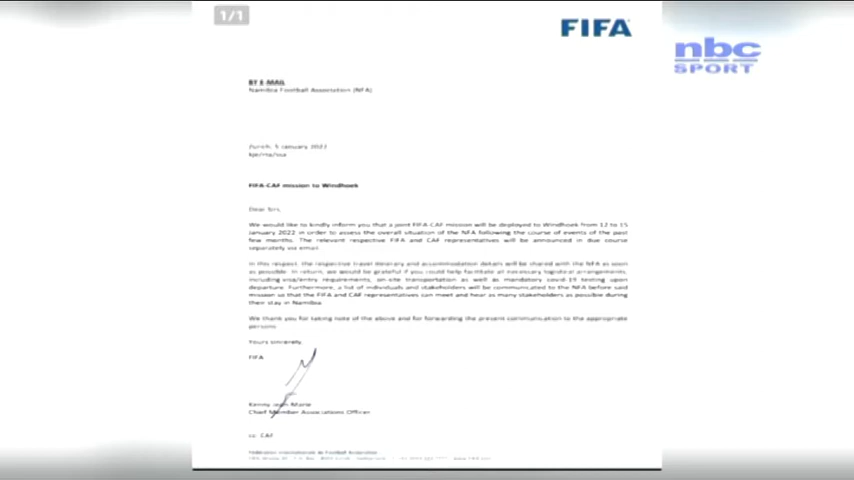 1/1
FIFA
nbc
SPORT
BY E-MAIL
Namibia Football Association (NFA)
Zurich, 5 January 2022
FIFA-CAF mission to Windhoek
Dear Sirs,
We would like to kindly inform you that a joint FIFA-CAF mission will be deployed to Windhoek from 12 to 15
January 2022 in order to assess the overall situation of the NFA following the course of events of the past
few months. The relevant respective FIFA and CAF representatives will be announced in due course
separately via email.
In this respect, the respective travel itinerary and accommodation details will be shared with the NFA as soon
as possible. In return, we would be grateful if you could help facilitate all necessary logistical arrangements,
including visa/entry requirements, on-site transportation as well as mandatory covid-19 testing upon
departure. Furthermore, a list of individuals and stakeholders will be communicated to the NFA before said
mission so that the FIFA and CAF representatives can meet and hear as many stakeholders as possible during
their stay in Namibia.
We thank you for taking note of the above and for forwarding the present communication to the appropriate
persons.
Yours sincerely,
FIFA
Kenny Jean-Marie
Chief Member Associations Officer
cc: CAF
Fédération Internationale de Football Association